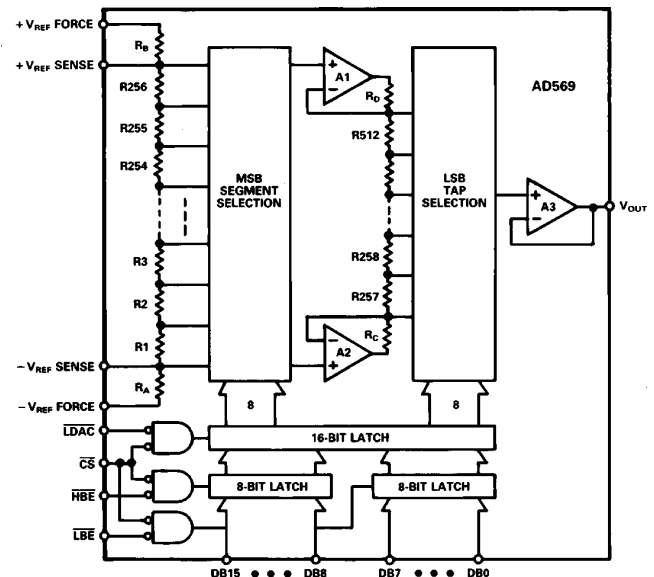 + VREF FORCE
RB
+ VREF SENSE
R256
R255
R254
R3
R2
R1
− VREF SENSE
RA
− VREF FORCE
MSB
SEGMENT
SELECTION
+
A1
−
RD
R512
R258
R257
RC
−
A2
+
LSB
TAP
SELECTION
AD569
+
A3
−
VOUT
8
8
LDAC
16-BIT LATCH
CS
HBE
8-BIT LATCH
8-BIT LATCH
LBE
DB15 • • • DB8 DB7 • • • DB0